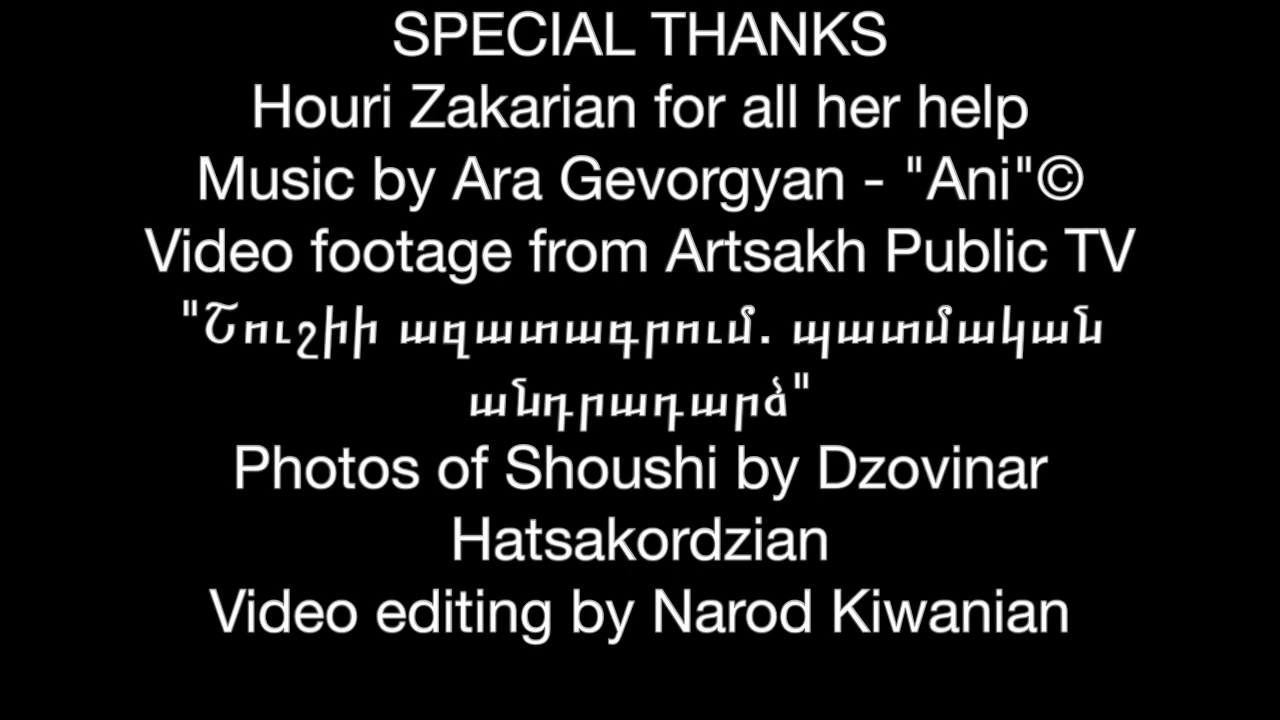 SPECIAL THANKS
Houri Zakarian for all her help
Music by Ara Gevorgyan - "Ani"©
Video footage from Artsakh Public TV
"Շուշիի ազատագրում. պատմական
անդրադարձ"
Photos of Shoushi by Dzovinar
Hatsakordzian
Video editing by Narod Kiwanian